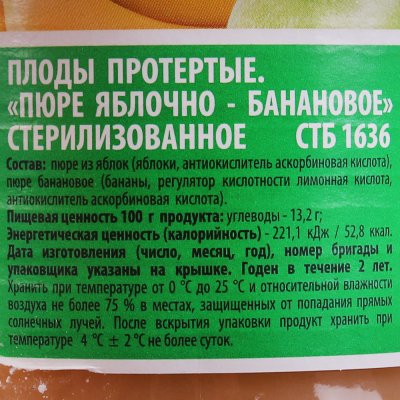 ПЛОДЫ ПРОТЕРТЫЕ.
«ПЮРЕ ЯБЛОЧНО - БАНАНОВОЕ»
СТЕРИЛИЗОВАННОЕ СТБ 1636
Состав: пюре из яблок (яблоки, антиокислитель аскорбиновая кислота),
пюре банановое (бананы, регулятор кислотности лимонная кислота,
антиокислитель аскорбиновая кислота).
Пищевая ценность 100 г продукта: углеводы - 13,2 г;
Энергетическая ценность (калорийность) - 221,1 кДж / 52,8 ккал.
Дата изготовления (число, месяц, год), номер бригады и
упаковщика указаны на крышке. Годен в течение 2 лет.
Хранить при температуре от 0 °С до 25 °С и относительной влажности
воздуха не более 75 % в местах, защищенных от попадания прямых
солнечных лучей. После вскрытия упаковки продукт хранить при
температуре 4 °С ± 2 °С не более суток.